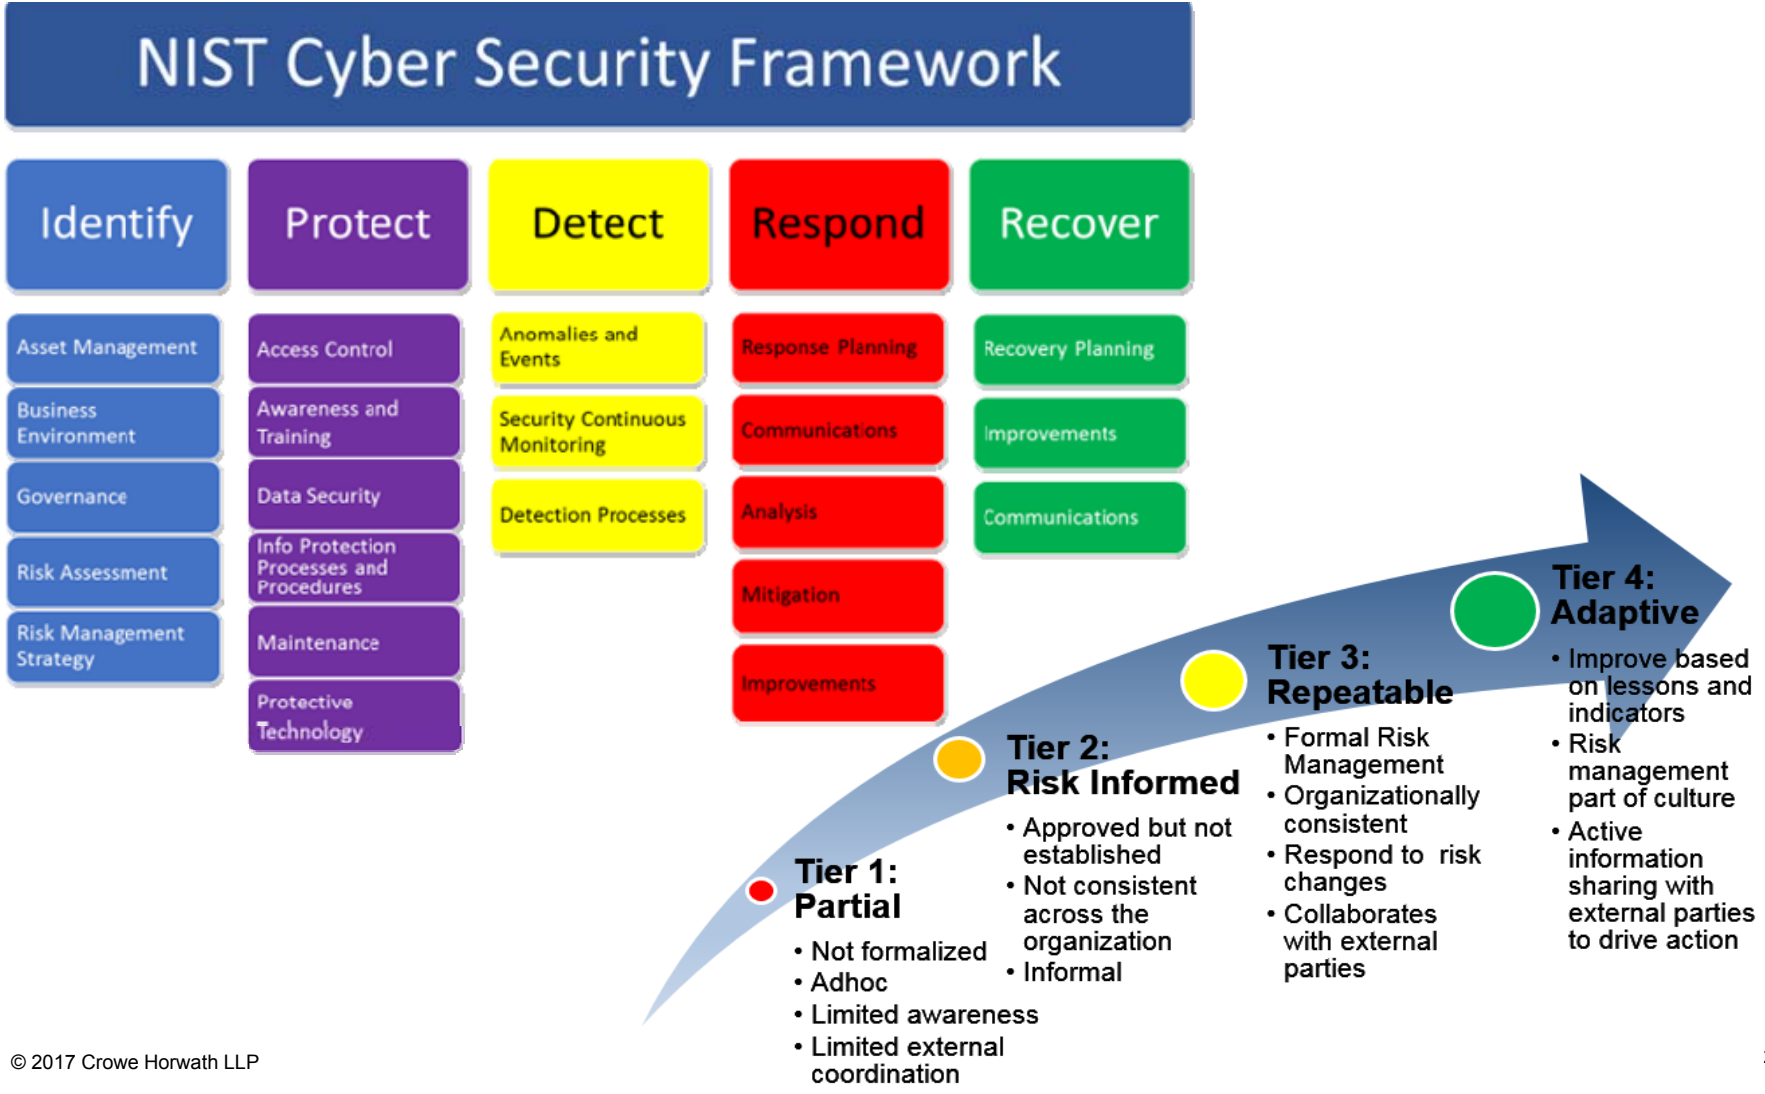 NIST Cyber Security Framework
Identify
Protect
Detect
Respond
Recover
Asset Management
Business
Environment
Governance
Risk Assessment
Risk Management
Strategy
Access Control
Awareness and
Training
Data Security
Info Protection
Processes and
Procedures
Maintenance
Protective
Technology
Anomalies and
Events
Security Continuous
Monitoring
Detection Processes
Response Planning
Communications
Analysis
Mitigation
Improvements
Recovery Planning
Improvements
Communications
Tier 1:
Partial
• Not formalized
• Adhoc
• Limited awareness
• Limited external
coordination
Tier 2:
Risk Informed
• Approved but not
established
• Not consistent
across the
organization
• Informal
Tier 3:
Repeatable
• Formal Risk
Management
• Organizationally
consistent
• Respond to risk
changes
• Collaborates
with external
parties
Tier 4:
Adaptive
• Improve based
on lessons and
indicators
• Risk
management
part of culture
• Active
information
sharing with
external parties
to drive action
© 2017 Crowe Horwath LLP